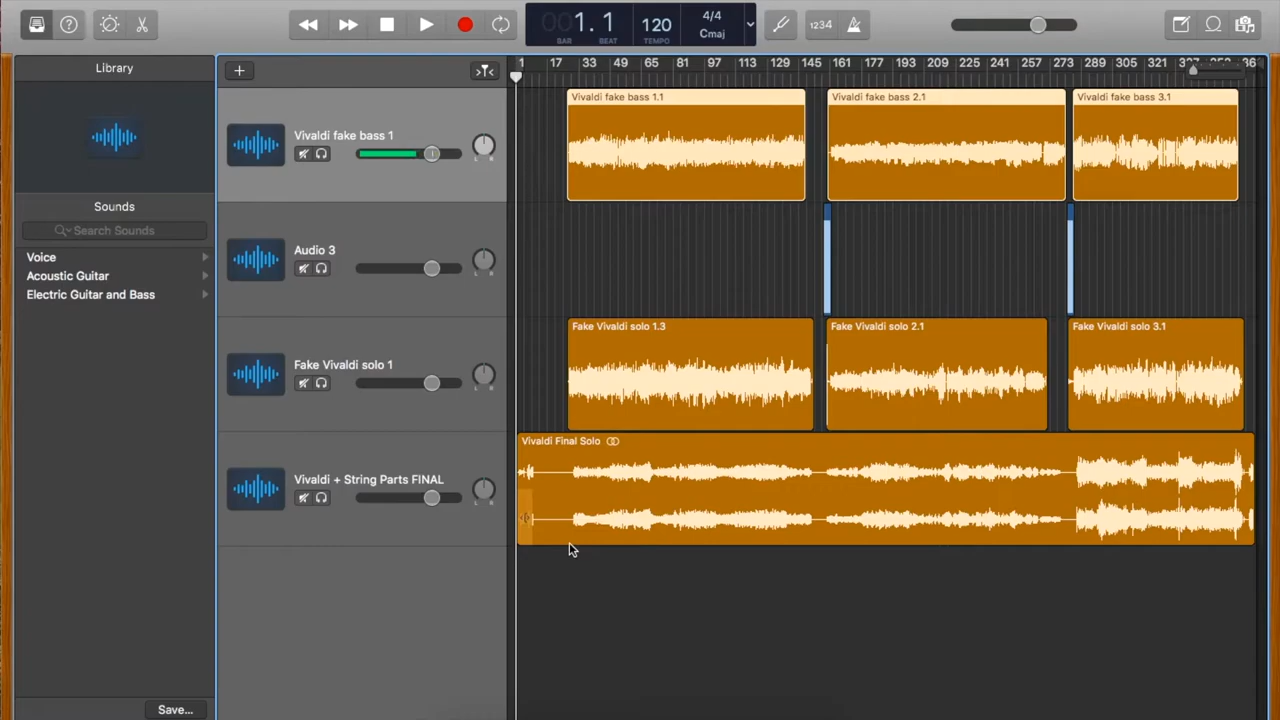 1. 1
BAR
BEAT
120
TEMPO
4/4
Cmaj
1234
Library
1 17 33 49 65 81 97 113 129 145 161 177 193 209 225 241 257 273 289 305 321
Vivaldi fake bass 1
L R
Vivaldi fake bass 1.1
Vivaldi fake bass 2.1
Vivaldi fake bass 3.1
Sounds
Search Sounds
Voice
Acoustic Guitar
Electric Guitar and Bass
Audio 3
L R
Fake Vivaldi solo 1
L R
Fake Vivaldi solo 1.3
Fake Vivaldi solo 2.1
Fake Vivaldi solo 3.1
Vivaldi + String Parts FINAL
L R
Vivaldi Final Solo
Save...